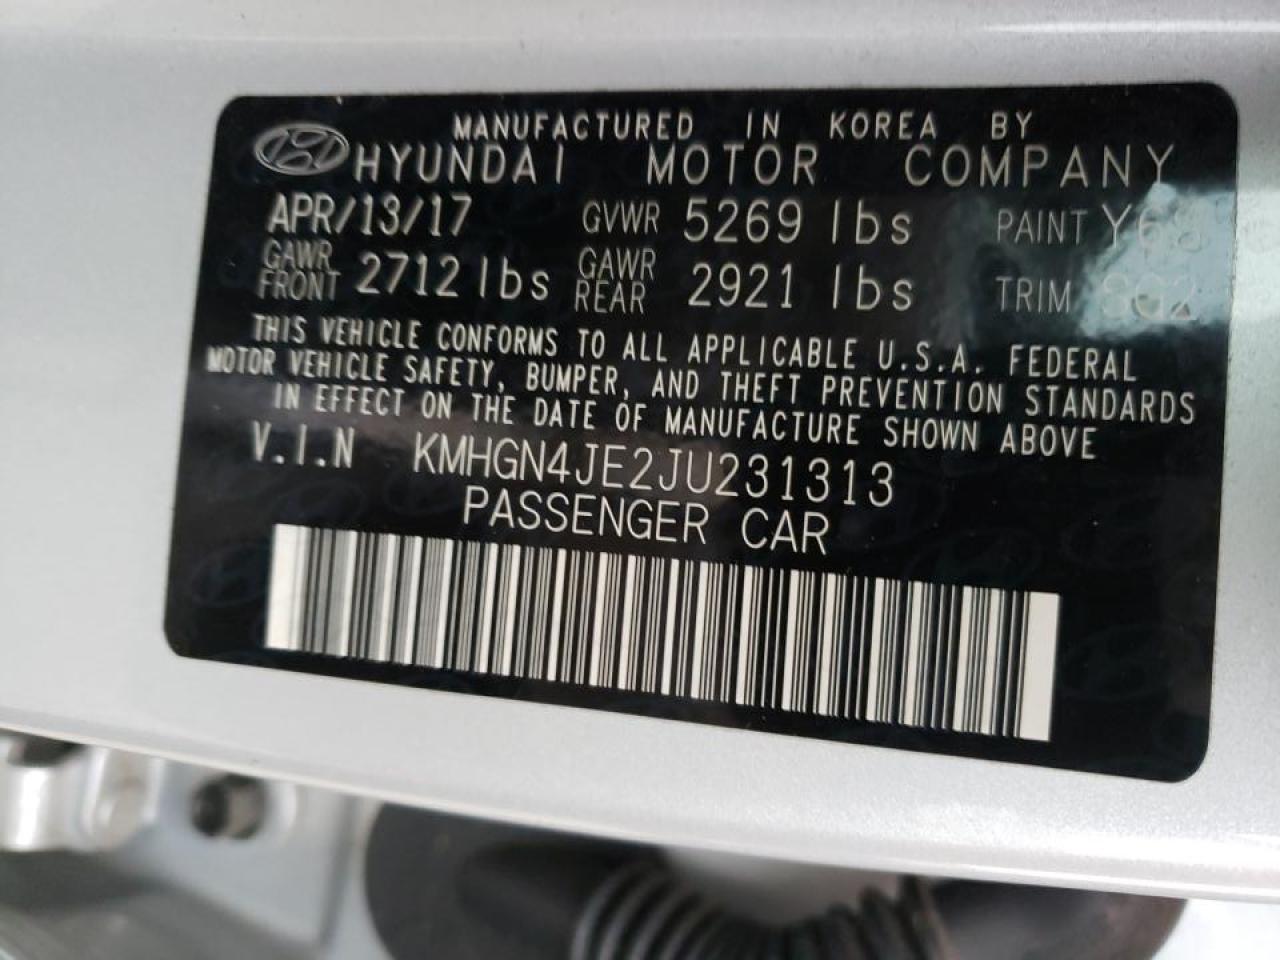 MANUFACTURED IN KOREA BY
HYUNDAI MOTOR COMPANY
APR/13/17 GVWR 5269 lbs PAINT Y68
GAWR FRONT 2712 lbs GAWR REAR 2921 lbs TRIM
THIS VEHICLE CONFORMS TO ALL APPLICABLE U.S.A. FEDERAL
MOTOR VEHICLE SAFETY, BUMPER, AND THEFT PREVENTION STANDARDS
IN EFFECT ON THE DATE OF MANUFACTURE SHOWN ABOVE
V.I.N KMHGN4JE2JU231313
PASSENGER CAR